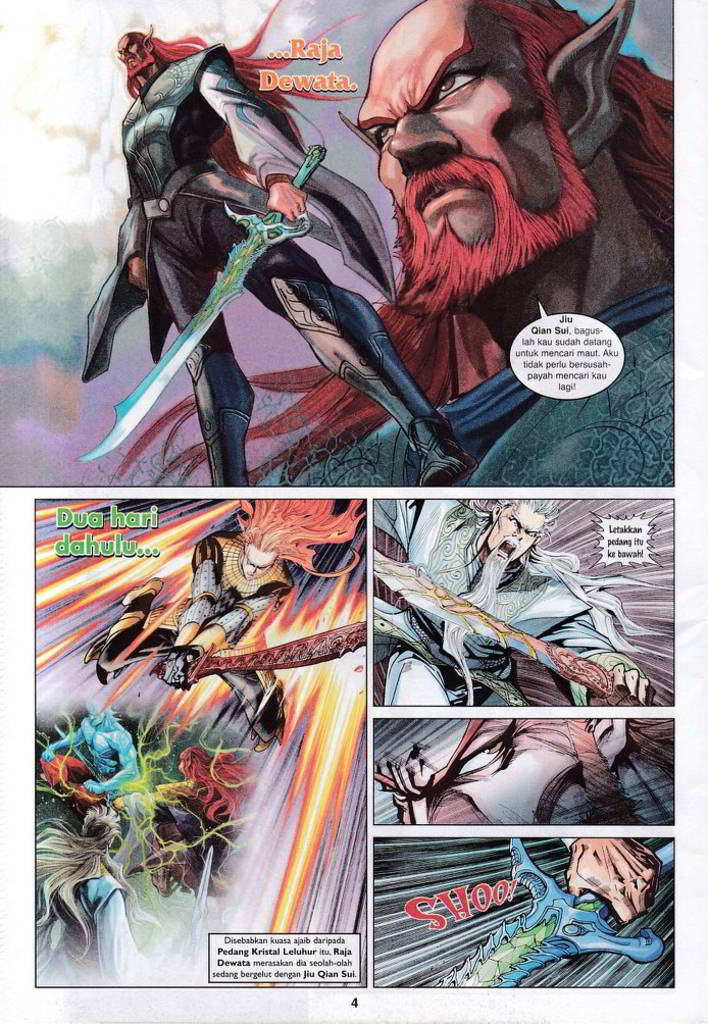 ...Raja
Dewata.
Jiu
Qian Sui, bagus-
lah kau sudah datang
untuk mencari maut. Aku
tidak perlu bersusah-
payah mencari kau
lagi!
Dua hari
dahulu...
Letakkan
pedang itu
ke bawah!
SHOO!
Disebabkan kuasa ajaib daripada
Pedang Kristal Leluhur itu, Raja
Dewata merasakan dia seolah-olah
sedang bergelut dengan Jiu Qian Sui.
4